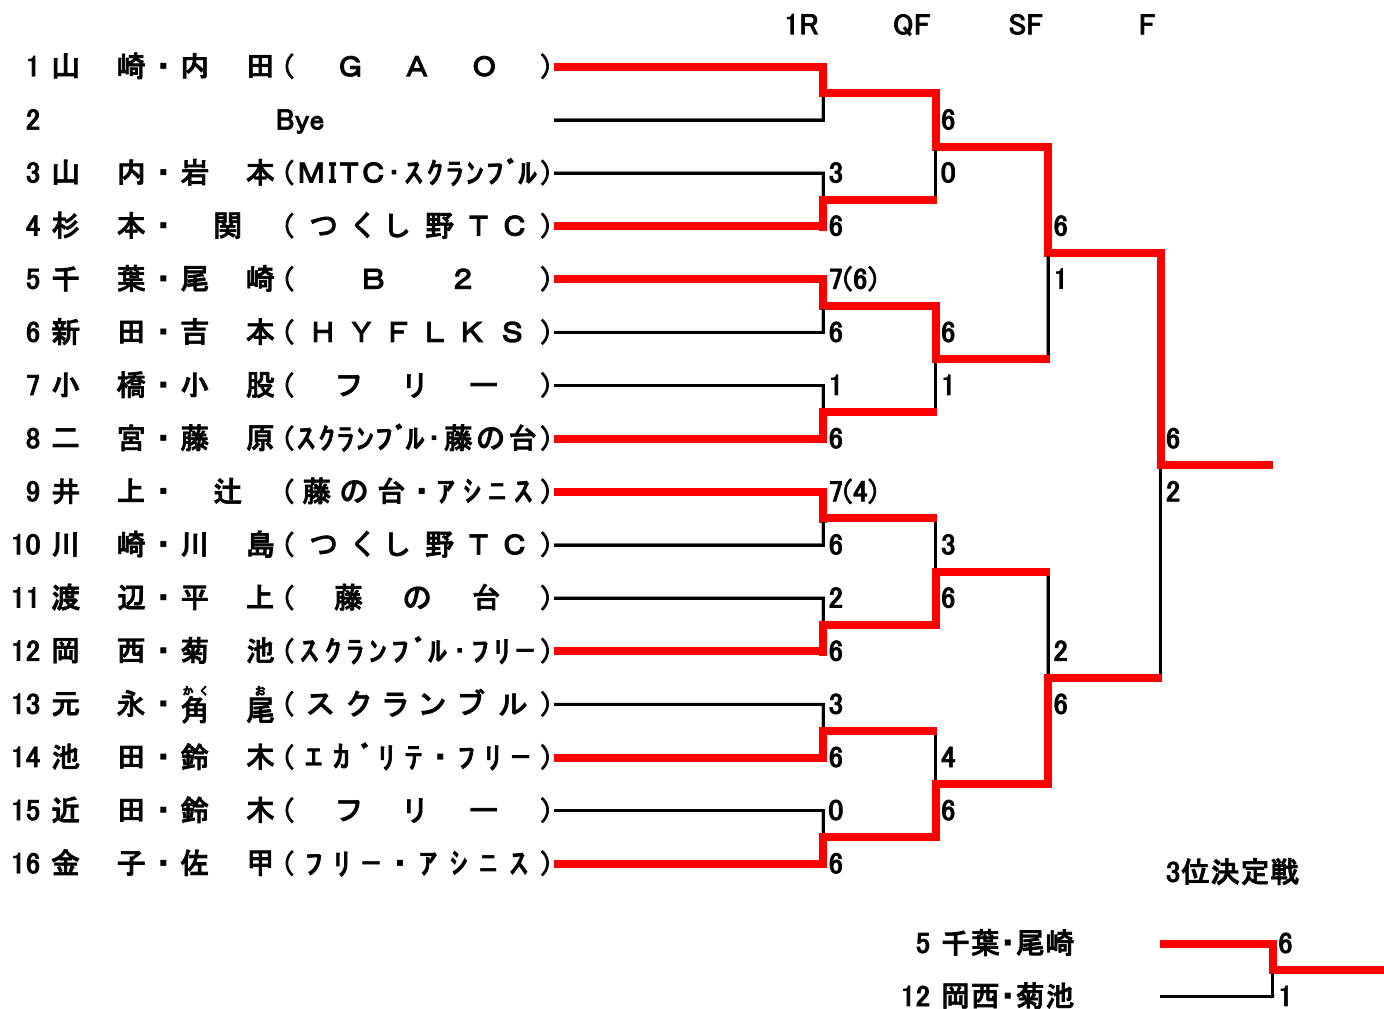 1R QF SF F
1 山 崎・内 田( G A O )
2 Bye 6
3 山 内・岩 本(MITC・スクランブル) 3 0
4 杉 本・ 関 (つくし野TC) 6 6
5 千 葉・尾 崎( B 2 ) 7(6) 1
6 新 田・吉 本(HYFLKS) 6 6
7 小 橋・小 股( フ リ ー ) 1 1
8 二 宮・藤 原(スクランブル・藤の台) 6 6
9 井 上・ 辻 (藤の台・アシニス) 7(4) 2
10 川 崎・川 島(つくし野TC) 6 3
11 渡 辺・平 上( 藤 の 台 ) 2 6
12 岡 西・菊 池(スクランブル・フリー) 6 2
かく お
13 元 永・角 尾(スクランブル) 3 6
14 池 田・鈴 木(エガリテ・フリー) 6 4
15 近 田・鈴 木( フ リ ー ) 0 6
16 金 子・佐 甲(フリー・アシニス) 6
3位決定戦
5 千葉・尾崎 6
12 岡西・菊池 1